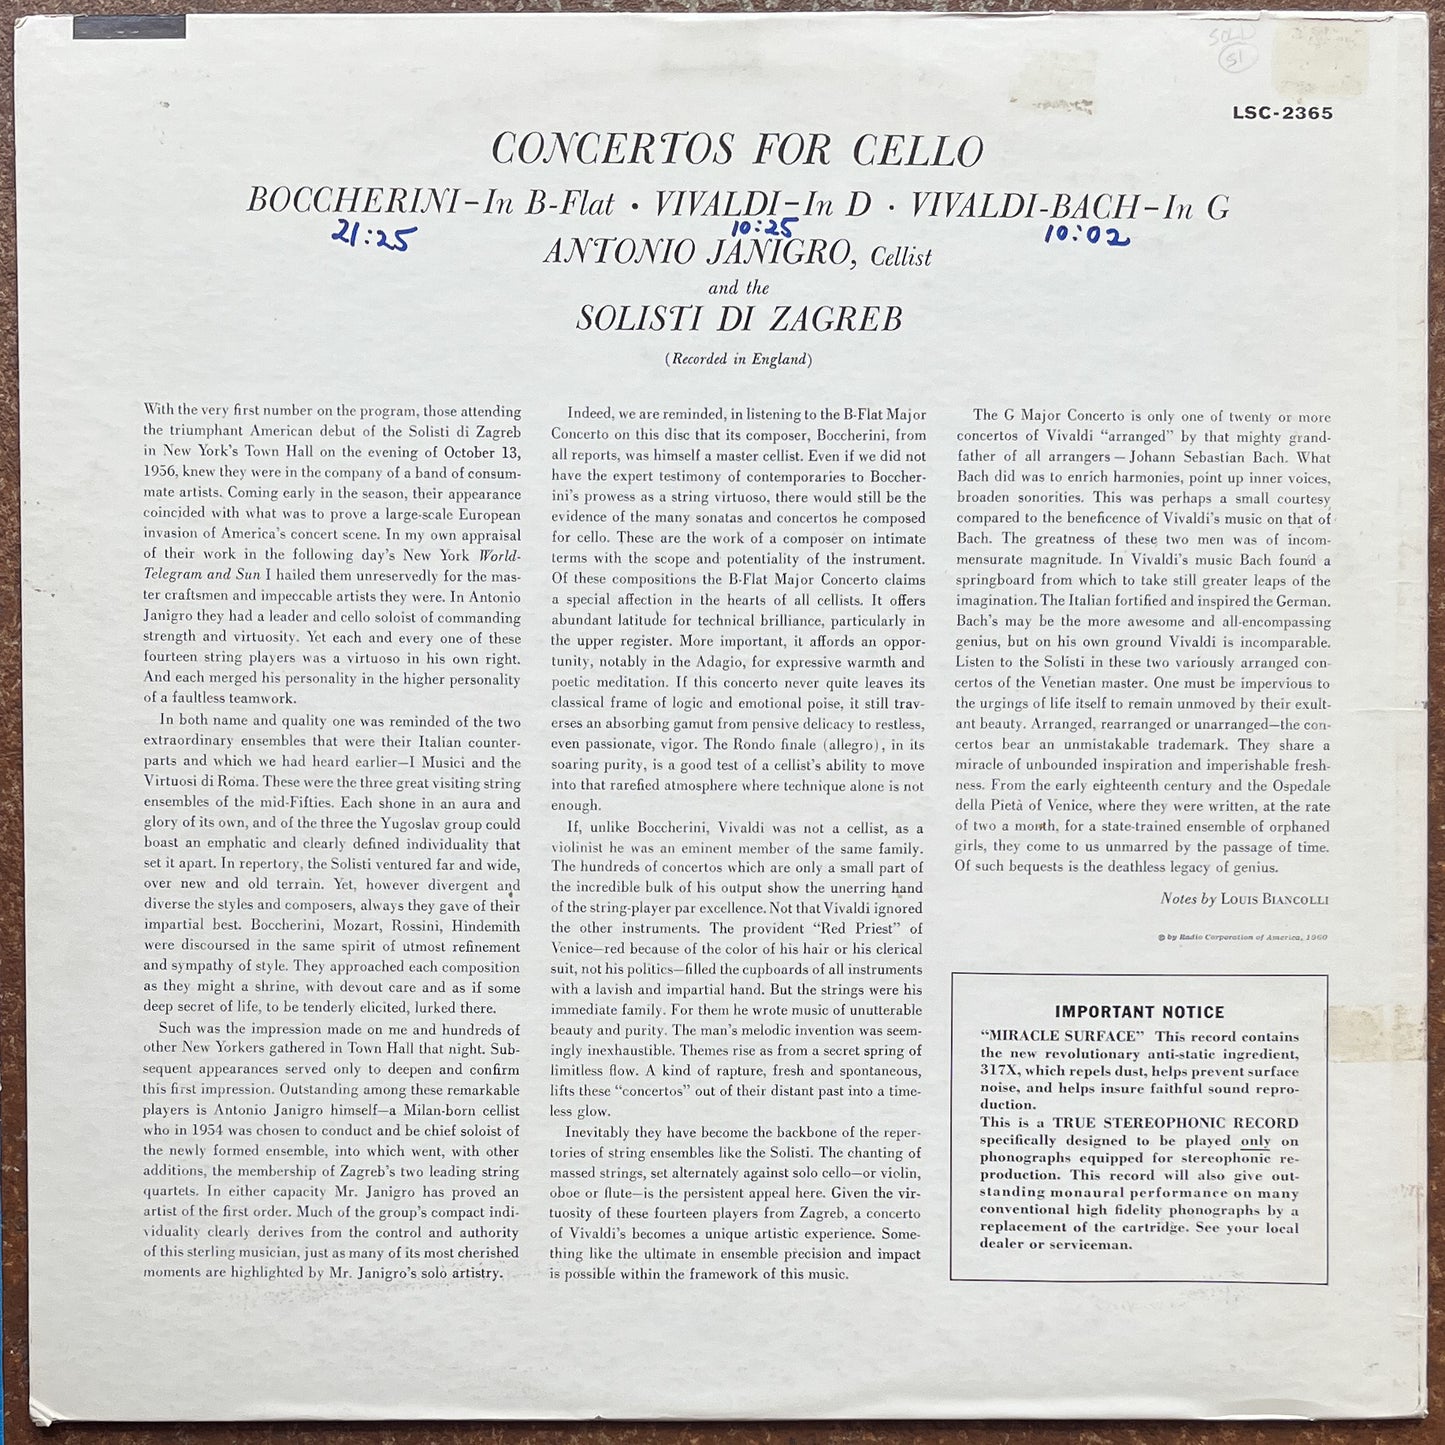 SOLD
51
LSC-2365
CONCERTOS FOR CELLO
BOCCHERINI–In B-Flat • VIVALDI–In D • VIVALDI-BACH–In G
21:25 10:25 10:02
ANTONIO JANIGRO, Cellist
and the
SOLISTI DI ZAGREB
(Recorded in England)
With the very first number on the program, those attending
the triumphant American debut of the Solisti di Zagreb
in New York's Town Hall on the evening of October 13,
1956, knew they were in the company of a band of consum-
mate artists. Coming early in the season, their appearance
coincided with what was to prove a large-scale European
invasion of America's concert scene. In my own appraisal
of their work in the following day's New York World-
Telegram and Sun I hailed them unreservedly for the mas-
ter craftsmen and impeccable artists they were. In Antonio
Janigro they had a leader and cello soloist of commanding
strength and virtuosity. Yet each and every one of these
fourteen string players was a virtuoso in his own right.
And each merged his personality in the higher personality
of a faultless teamwork.
In both name and quality one was reminded of the two
extraordinary ensembles that were their Italian counter-
parts and which we had heard earlier—I Musici and the
Virtuosi di Roma. These were the three great visiting string
ensembles of the mid-Fifties. Each shone in an aura and
glory of its own, and of the three the Yugoslav group could
boast an emphatic and clearly defined individuality that
set it apart. In repertory, the Solisti ventured far and wide,
over new and old terrain. Yet, however divergent and
diverse the styles and composers, always they gave of their
impartial best. Boccherini, Mozart, Rossini, Hindemith
were discoursed in the same spirit of utmost refinement
and sympathy of style. They approached each composition
as they might a shrine, with devout care and as if some
deep secret of life, to be tenderly elicited, lurked there.
Such was the impression made on me and hundreds of
other New Yorkers gathered in Town Hall that night. Sub-
sequent appearances served only to deepen and confirm
this first impression. Outstanding among these remarkable
players is Antonio Janigro himself—a Milan-born cellist
who in 1954 was chosen to conduct and be chief soloist of
the newly formed ensemble, into which went, with other
additions, the membership of Zagreb's two leading string
quartets. In either capacity Mr. Janigro has proved an
artist of the first order. Much of the group's compact indi-
viduality clearly derives from the control and authority
of this sterling musician, just as many of its most cherished
moments are highlighted by Mr. Janigro's solo artistry.
Indeed, we are reminded, in listening to the B-Flat Major
Concerto on this disc that its composer, Boccherini, from
all reports, was himself a master cellist. Even if we did not
have the expert testimony of contemporaries to Boccher-
ini's prowess as a string virtuoso, there would still be the
evidence of the many sonatas and concertos he composed
for cello. These are the work of a composer on intimate
terms with the scope and potentiality of the instrument.
Of these compositions the B-Flat Major Concerto claims
a special affection in the hearts of all cellists. It offers
abundant latitude for technical brilliance, particularly in
the upper register. More important, it affords an oppor-
tunity, notably in the Adagio, for expressive warmth and
poetic meditation. If this concerto never quite leaves its
classical frame of logic and emotional poise, it still trav-
erses an absorbing gamut from pensive delicacy to restless,
even passionate, vigor. The Rondo finale (allegro), in its
soaring purity, is a good test of a cellist's ability to move
into that rarefied atmosphere where technique alone is not
enough.
If, unlike Boccherini, Vivaldi was not a cellist, as a
violinist he was an eminent member of the same family.
The hundreds of concertos which are only a small part of
the incredible bulk of his output show the unerring hand
of the string-player par excellence. Not that Vivaldi ignored
the other instruments. The provident "Red Priest" of
Venice—red because of the color of his hair or his clerical
suit, not his politics—filled the cupboards of all instruments
with a lavish and impartial hand. But the strings were his
immediate family. For them he wrote music of unutterable
beauty and purity. The man's melodic invention was seem-
ingly inexhaustible. Themes rise as from a secret spring of
limitless flow. A kind of rapture, fresh and spontaneous,
lifts these "concertos" out of their distant past into a time-
less glow.
Inevitably they have become the backbone of the reper-
tories of string ensembles like the Solisti. The chanting of
massed strings, set alternately against solo cello—or violin,
oboe or flute—is the persistent appeal here. Given the vir-
tuosity of these fourteen players from Zagreb, a concerto
of Vivaldi's becomes a unique artistic experience. Some-
thing like the ultimate in ensemble precision and impact
is possible within the framework of this music.
The G Major Concerto is only one of twenty or more
concertos of Vivaldi "arranged" by that mighty grand-
father of all arrangers — Johann Sebastian Bach. What
Bach did was to enrich harmonies, point up inner voices,
broaden sonorities. This was perhaps a small courtesy
compared to the beneficence of Vivaldi's music on that of
Bach. The greatness of these two men was of incom-
mensurate magnitude. In Vivaldi's music Bach found a
springboard from which to take still greater leaps of the
imagination. The Italian fortified and inspired the German.
Bach's may be the more awesome and all-encompassing
genius, but on his own ground Vivaldi is incomparable.
Listen to the Solisti in these two variously arranged con-
certos of the Venetian master. One must be impervious to
the urgings of life itself to remain unmoved by their exult-
ant beauty. Arranged, rearranged or unarranged—the con-
certos bear an unmistakable trademark. They share a
miracle of unbounded inspiration and imperishable fresh-
ness. From the early eighteenth century and the Ospedale
della Pietà of Venice, where they were written, at the rate
of two a month, for a state-trained ensemble of orphaned
girls, they come to us unmarred by the passage of time.
Of such bequests is the deathless legacy of genius.
Notes by LOUIS BIANCOLLI
© by Radio Corporation of America, 1960
IMPORTANT NOTICE
"MIRACLE SURFACE" This record contains
the new revolutionary anti-static ingredient,
317X, which repels dust, helps prevent surface
noise, and helps insure faithful sound repro-
duction.
This is a TRUE STEREOPHONIC RECORD
specifically designed to be played only on
phonographs equipped for stereophonic re-
production. This record will also give out-
standing monaural performance on many
conventional high fidelity phonographs by a
replacement of the cartridge. See your local
dealer or serviceman.